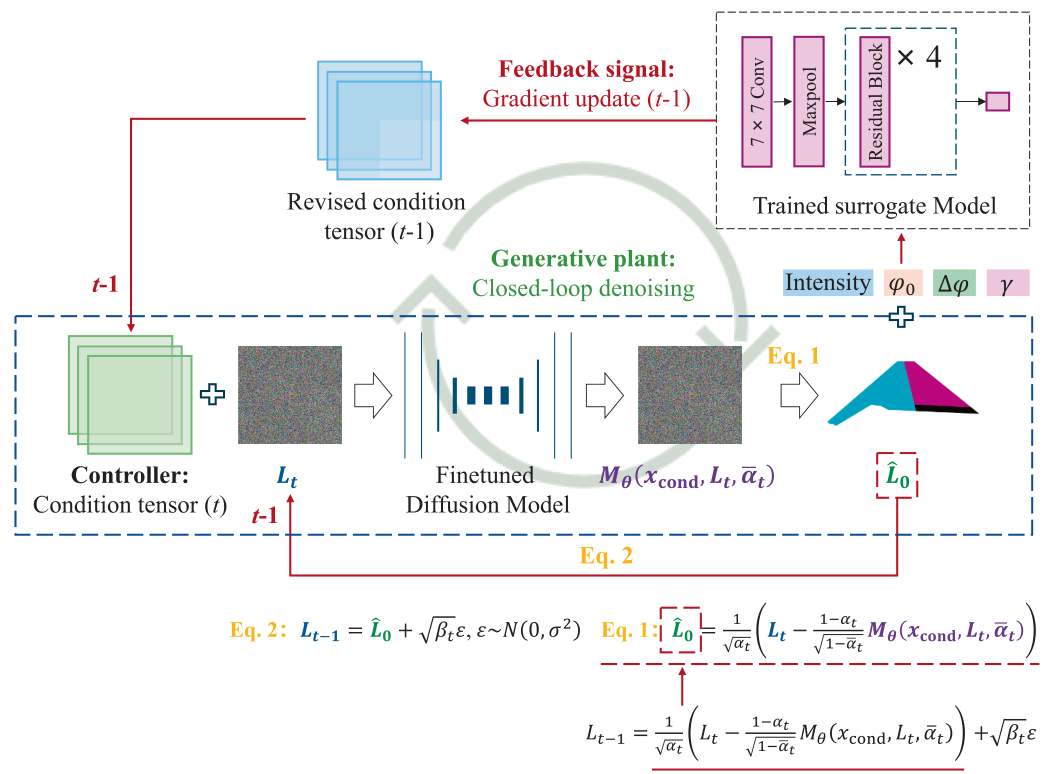 Feedback signal:
Gradient update (t-1)
7 × 7 Conv
Maxpool
Residual Block
× 4
Trained surrogate Model
Revised condition
tensor (t-1)
Generative plant:
Closed-loop denoising
t-1
Intensity φ₀ Δφ γ
Eq. 1
Controller:
Condition tensor (t)
L_t
Finetuned
Diffusion Model
M_θ(x_cond, L_t, ᾱ_t)
L̂₀
t-1
Eq. 2
Eq. 2: L_{t−1} = L̂₀ + √β_t ε, ε~N(0, σ²)
Eq. 1: L̂₀ = 1/√α_t (L_t − (1−α_t)/√(1−ᾱ_t) M_θ(x_cond, L_t, ᾱ_t))
L_{t−1} = 1/√α_t (L_t − (1−α_t)/√(1−ᾱ_t) M_θ(x_cond, L_t, ᾱ_t)) + √β_t ε